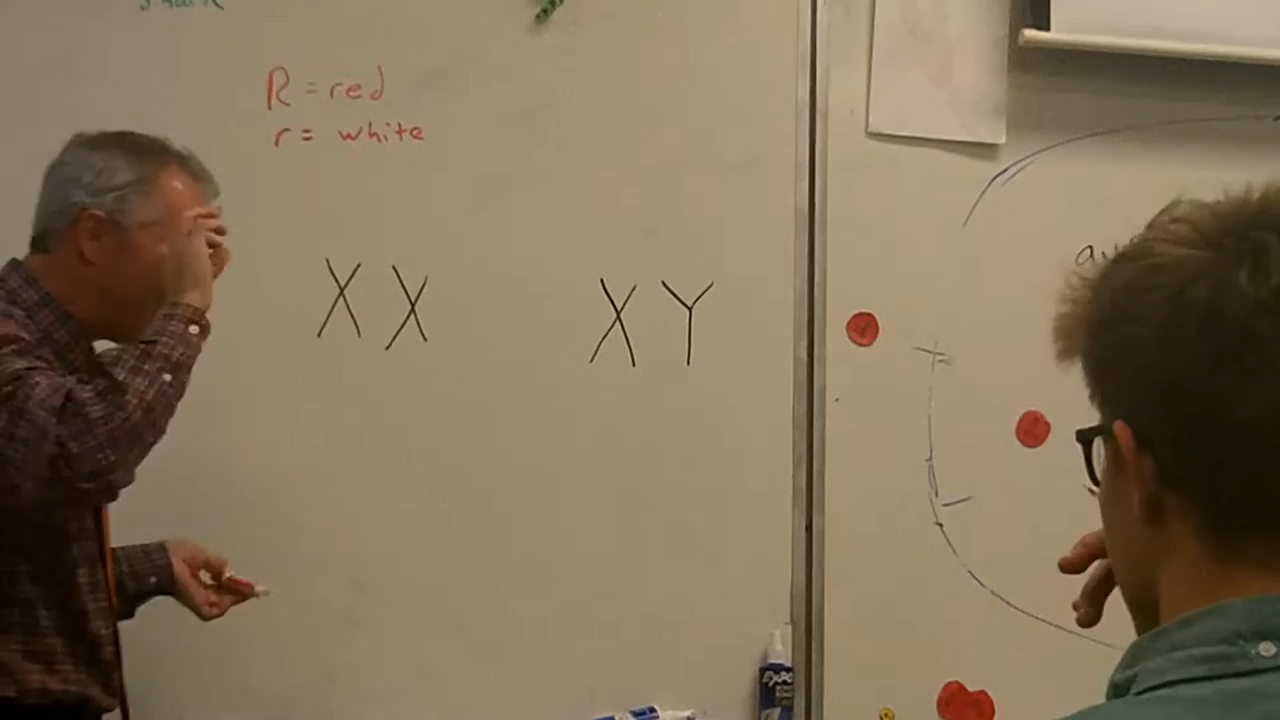 R = red
r = white
X X
X Y
EXPO